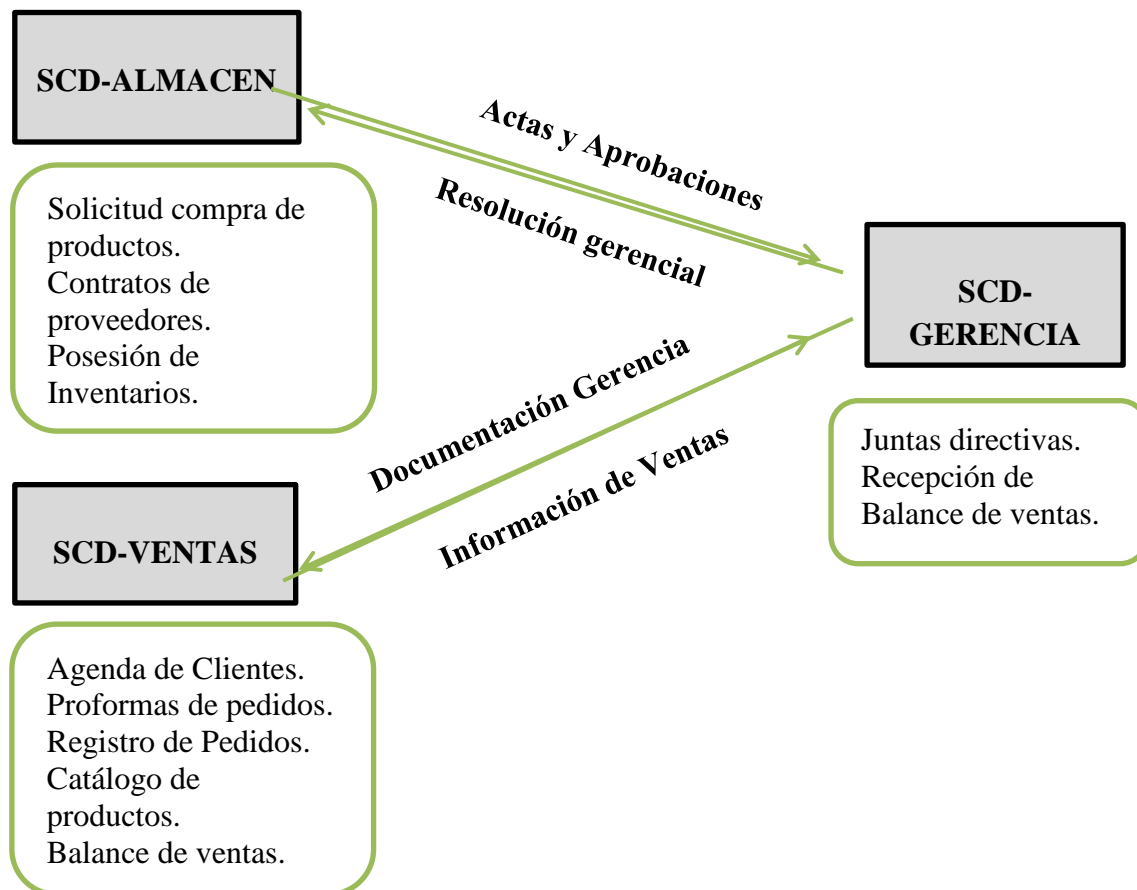 SCD-ALMACEN
Solicitud compra de
productos.
Contratos de
proveedores.
Posesión de
Inventarios.
Actas y Aprobaciones
Resolución gerencial
SCD-
GERENCIA
Juntas directivas.
Recepción de
Balance de ventas.
Documentación Gerencia
Información de Ventas
SCD-VENTAS
Agenda de Clientes.
Proformas de pedidos.
Registro de Pedidos.
Catálogo de
productos.
Balance de ventas.